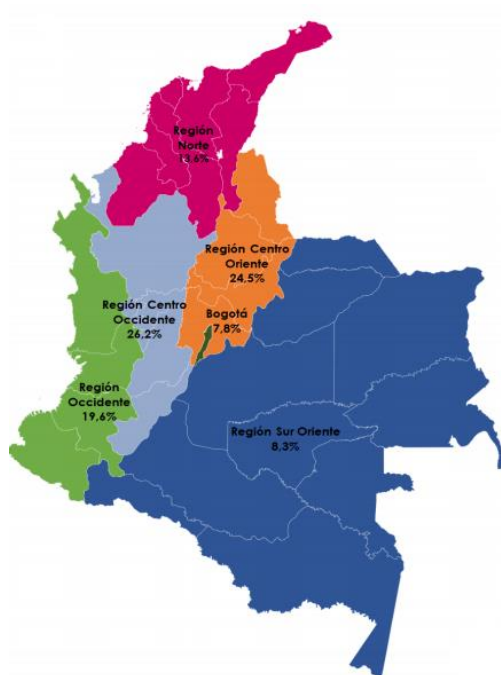 Región
Norte
13,6%
Región Centro
Oriente
24,5%
Región Centro
Occidente
26,2%
Bogotá
7,8%
Región
Occidente
19,6%
Región Sur Oriente
8,3%